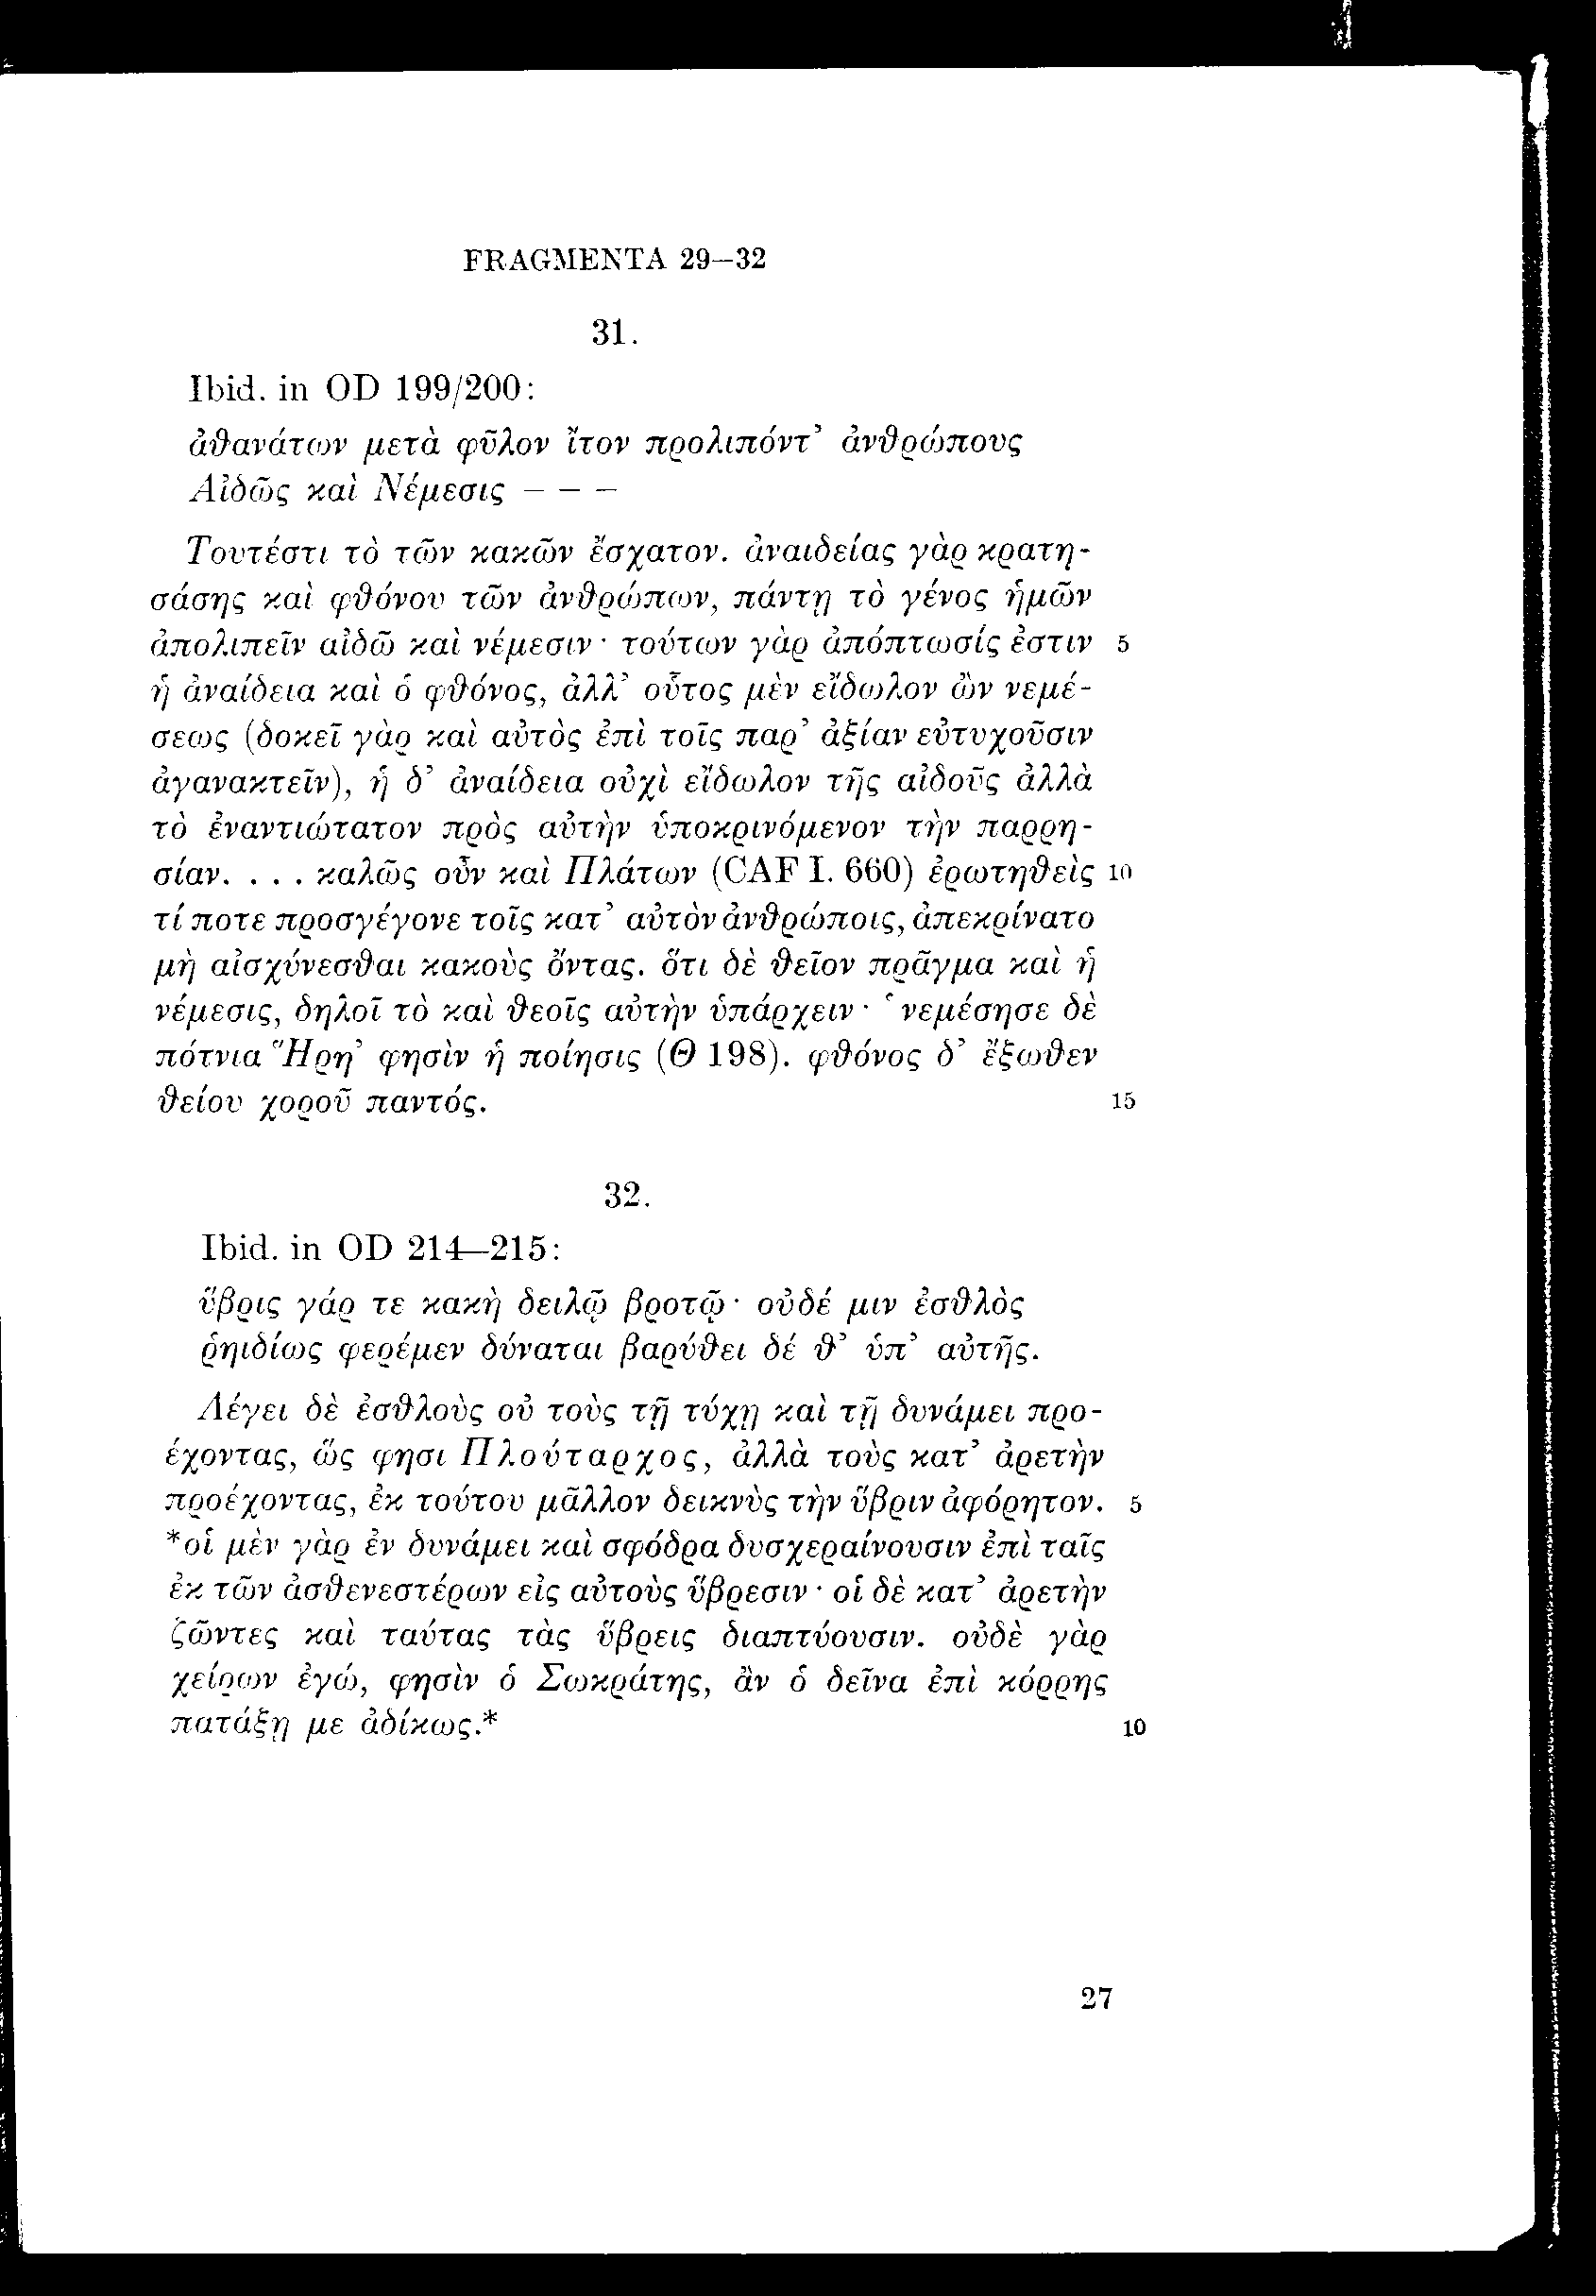 FRAGMENTA 29–32
31.
Ibid. in OD 199/200:
ἀθανάτων μετὰ φῦλον ἴτον προλιπόντ’ ἀνθρώπους
Αἰδῶς καὶ Νέμεσις – – –
Τουτέστι τὸ τῶν κακῶν ἔσχατον. ἀναιδείας γὰρ κρατη-
σάσης καὶ φθόνου τῶν ἀνθρώπων, πάντῃ τὸ γένος ἡμῶν
ἀπολιπεῖν αἰδῶ καὶ νέμεσιν· τούτων γὰρ ἀπόπτωσίς ἐστιν 5
ἡ ἀναίδεια καὶ ὁ φθόνος, ἀλλ’ οὗτος μὲν εἴδωλον ὢν νεμέ-
σεως (δοκεῖ γὰρ καὶ αὐτὸς ἐπὶ τοῖς παρ’ ἀξίαν εὐτυχοῦσιν
ἀγανακτεῖν), ἡ δ’ ἀναίδεια οὐχὶ εἴδωλον τῆς αἰδοῦς ἀλλὰ
τὸ ἐναντιώτατον πρὸς αὐτὴν ὑποκρινόμενον τὴν παρρη-
σίαν. . . . καλῶς οὖν καὶ Πλάτων (CAF I. 660) ἐρωτηθεὶς 10
τί ποτε προσγέγονε τοῖς κατ’ αὐτὸν ἀνθρώποις, ἀπεκρίνατο
μὴ αἰσχύνεσθαι κακοὺς ὄντας. ὅτι δὲ θεῖον πρᾶγμα καὶ ἡ
νέμεσις, δηλοῖ τὸ καὶ θεοῖς αὐτὴν ὑπάρχειν· ‘νεμέσησε δὲ
πότνια Ἥρη’ φησὶν ἡ ποίησις (Θ 198). φθόνος δ’ ἔξωθεν
θείου χοροῦ παντός. 15
32.
Ibid. in OD 214–215:
ὕβρις γάρ τε κακὴ δειλῷ βροτῷ· οὐδέ μιν ἐσθλὸς
ῥηιδίως φερέμεν δύναται βαρύθει δέ θ’ ὑπ’ αὐτῆς.
Λέγει δὲ ἐσθλοὺς οὐ τοὺς τῇ τύχῃ καὶ τῇ δυνάμει προ-
έχοντας, ὥς φησι Πλούταρχος, ἀλλὰ τοὺς κατ’ ἀρετὴν
προέχοντας, ἐκ τούτου μᾶλλον δεικνὺς τὴν ὕβριν ἀφόρητον. 5
*οἱ μὲν γὰρ ἐν δυνάμει καὶ σφόδρα δυσχεραίνουσιν ἐπὶ ταῖς
ἐκ τῶν ἀσθενεστέρων εἰς αὐτοὺς ὕβρεσιν· οἱ δὲ κατ’ ἀρετὴν
ζῶντες καὶ ταύτας τὰς ὕβρεις διαπτύουσιν. οὐδὲ γὰρ
χείρων ἐγώ, φησὶν ὁ Σωκράτης, ἂν ὁ δεῖνα ἐπὶ κόρρης
πατάξῃ με ἀδίκως.* 10
27